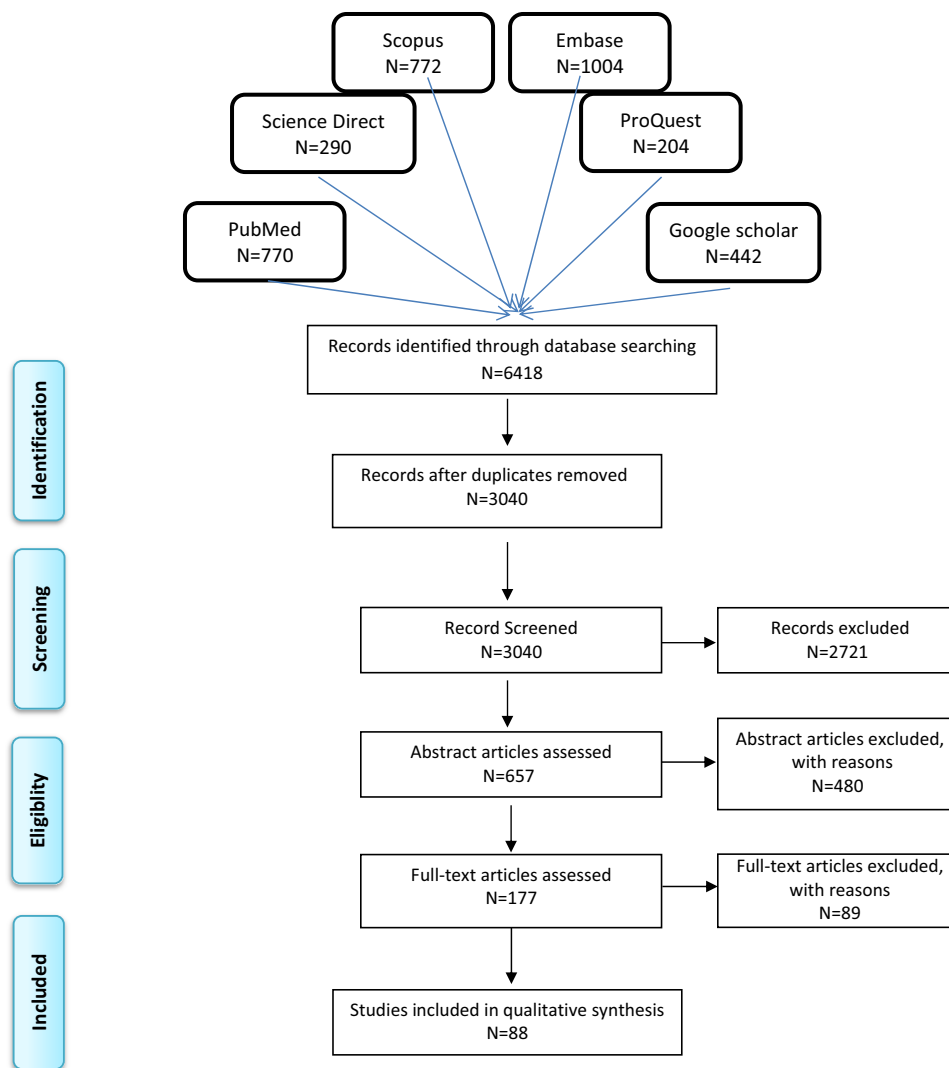 Scopus
N=772
Embase
N=1004
Science Direct
N=290
ProQuest
N=204
PubMed
N=770
Google scholar
N=442
Records identified through database searching
N=6418
Identification
Records after duplicates removed
N=3040
Screening
Record Screened
N=3040
Records excluded
N=2721
Eligiblity
Abstract articles assessed
N=657
Abstract articles excluded,
with reasons
N=480
Full-text articles assessed
N=177
Full-text articles excluded,
with reasons
N=89
Included
Studies included in qualitative synthesis
N=88